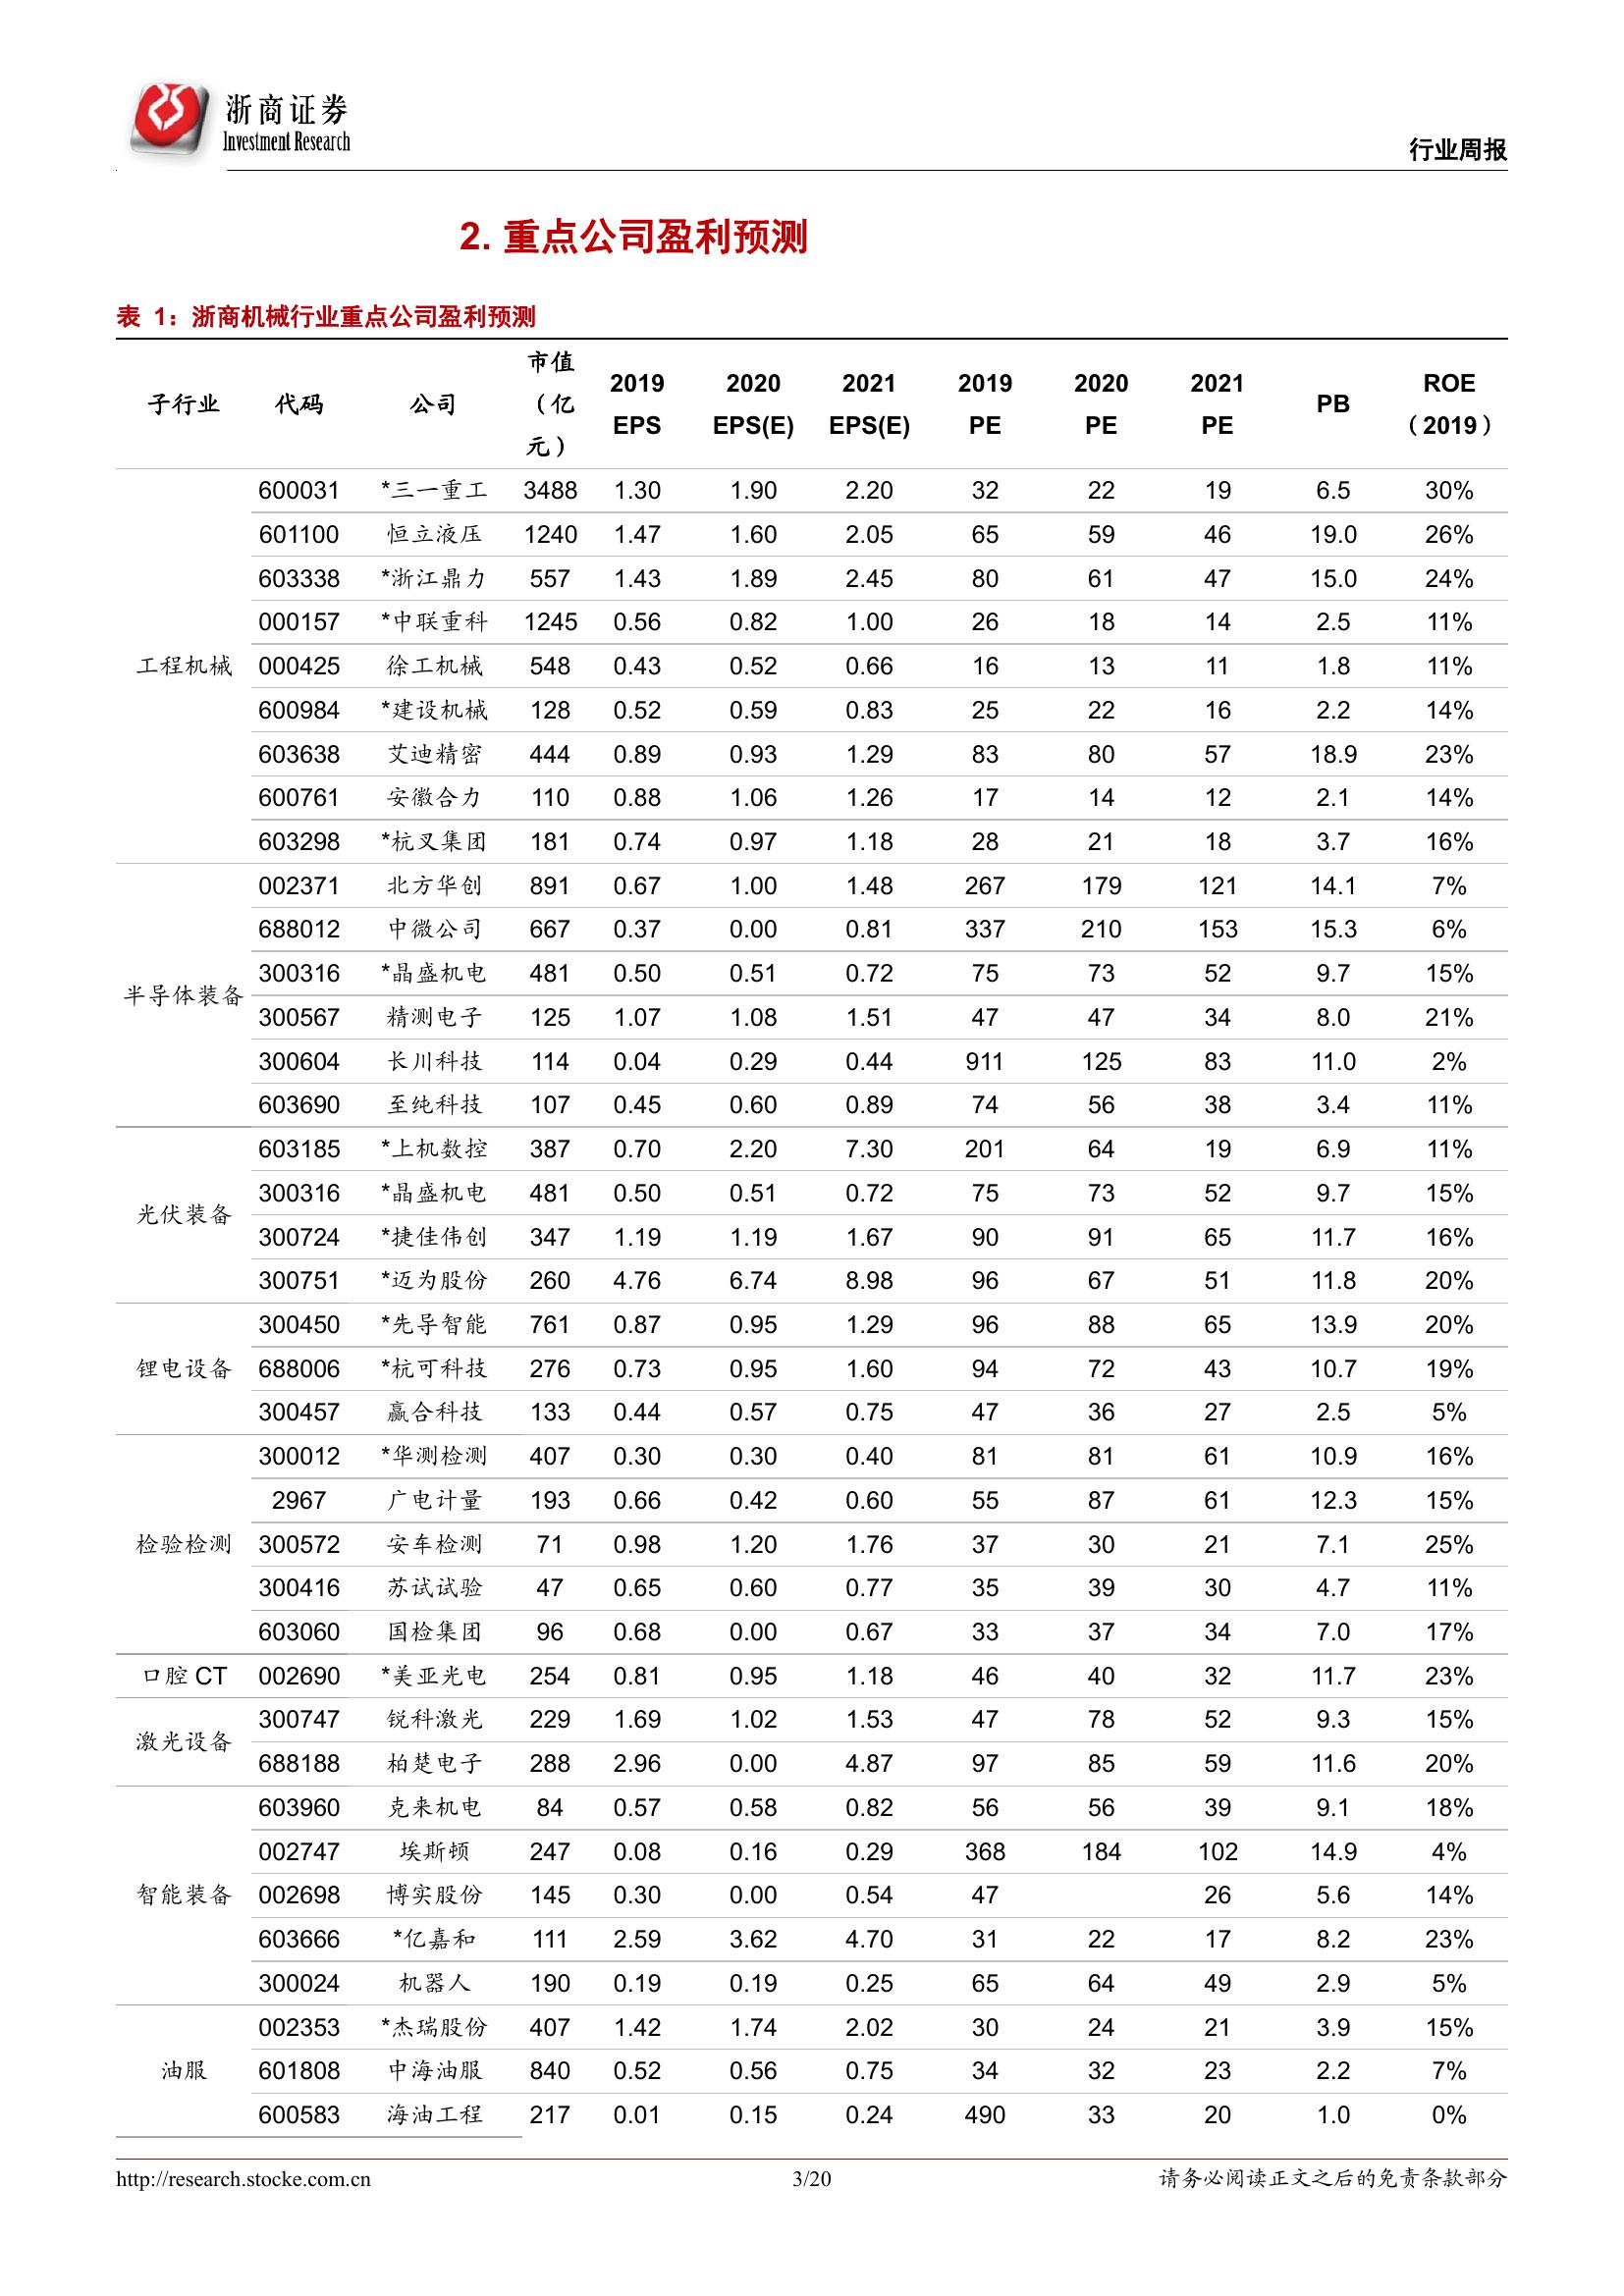 浙商证券
Investment Research
行业周报
2. 重点公司盈利预测
表 1：浙商机械行业重点公司盈利预测
子行业 代码 公司 市值（亿元） 2019 EPS 2020 EPS(E) 2021 EPS(E) 2019 PE 2020 PE 2021 PE PB ROE（2019）
工程机械 600031 *三一重工 3488 1.30 1.90 2.20 32 22 19 6.5 30%
601100 恒立液压 1240 1.47 1.60 2.05 65 59 46 19.0 26%
603338 *浙江鼎力 557 1.43 1.89 2.45 80 61 47 15.0 24%
000157 *中联重科 1245 0.56 0.82 1.00 26 18 14 2.5 11%
000425 徐工机械 548 0.43 0.52 0.66 16 13 11 1.8 11%
600984 *建设机械 128 0.52 0.59 0.83 25 22 16 2.2 14%
603638 艾迪精密 444 0.89 0.93 1.29 83 80 57 18.9 23%
600761 安徽合力 110 0.88 1.06 1.26 17 14 12 2.1 14%
603298 *杭叉集团 181 0.74 0.97 1.18 28 21 18 3.7 16%
半导体装备 002371 北方华创 891 0.67 1.00 1.48 267 179 121 14.1 7%
688012 中微公司 667 0.37 0.00 0.81 337 210 153 15.3 6%
300316 *晶盛机电 481 0.50 0.51 0.72 75 73 52 9.7 15%
300567 精测电子 125 1.07 1.08 1.51 47 47 34 8.0 21%
300604 长川科技 114 0.04 0.29 0.44 911 125 83 11.0 2%
603690 至纯科技 107 0.45 0.60 0.89 74 56 38 3.4 11%
光伏装备 603185 *上机数控 387 0.70 2.20 7.30 201 64 19 6.9 11%
300316 *晶盛机电 481 0.50 0.51 0.72 75 73 52 9.7 15%
300724 *捷佳伟创 347 1.19 1.19 1.67 90 91 65 11.7 16%
300751 *迈为股份 260 4.76 6.74 8.98 96 67 51 11.8 20%
锂电设备 300450 *先导智能 761 0.87 0.95 1.29 96 88 65 13.9 20%
688006 *杭可科技 276 0.73 0.95 1.60 94 72 43 10.7 19%
300457 赢合科技 133 0.44 0.57 0.75 47 36 27 2.5 5%
检验检测 300012 *华测检测 407 0.30 0.30 0.40 81 81 61 10.9 16%
2967 广电计量 193 0.66 0.42 0.60 55 87 61 12.3 15%
300572 安车检测 71 0.98 1.20 1.76 37 30 21 7.1 25%
300416 苏试试验 47 0.65 0.60 0.77 35 39 30 4.7 11%
603060 国检集团 96 0.68 0.00 0.67 33 37 34 7.0 17%
口腔 CT 002690 *美亚光电 254 0.81 0.95 1.18 46 40 32 11.7 23%
激光设备 300747 锐科激光 229 1.69 1.02 1.53 47 78 52 9.3 15%
688188 柏楚电子 288 2.96 0.00 4.87 97 85 59 11.6 20%
智能装备 603960 克来机电 84 0.57 0.58 0.82 56 56 39 9.1 18%
002747 埃斯顿 247 0.08 0.16 0.29 368 184 102 14.9 4%
002698 博实股份 145 0.30 0.00 0.54 47 26 5.6 14%
603666 *亿嘉和 111 2.59 3.62 4.70 31 22 17 8.2 23%
300024 机器人 190 0.19 0.19 0.25 65 64 49 2.9 5%
油服 002353 *杰瑞股份 407 1.42 1.74 2.02 30 24 21 3.9 15%
601808 中海油服 840 0.52 0.56 0.75 34 32 23 2.2 7%
600583 海油工程 217 0.01 0.15 0.24 490 33 20 1.0 0%
http://research.stocke.com.cn 3/20 请务必阅读正文之后的免责条款部分